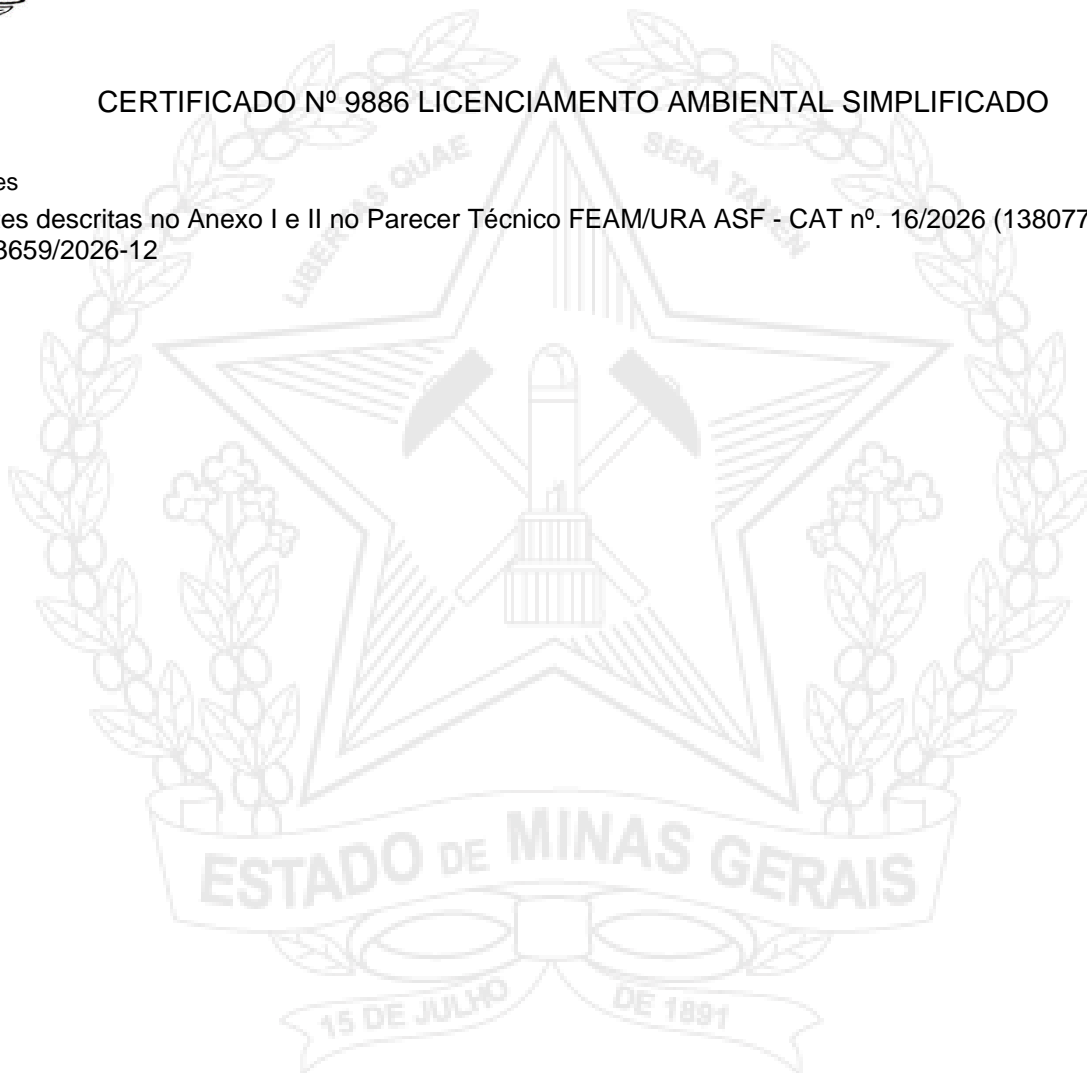 CERTIFICADO Nº 9886 LICENCIAMENTO AMBIENTAL SIMPLIFICADO
es
es descritas no Anexo I e II no Parecer Técnico FEAM/URA ASF - CAT nº. 16/2026 (138077
3659/2026-12
LIBERTAS QUAE SERA TAMEN
ESTADO DE MINAS GERAIS
15 DE JULHO DE 1891